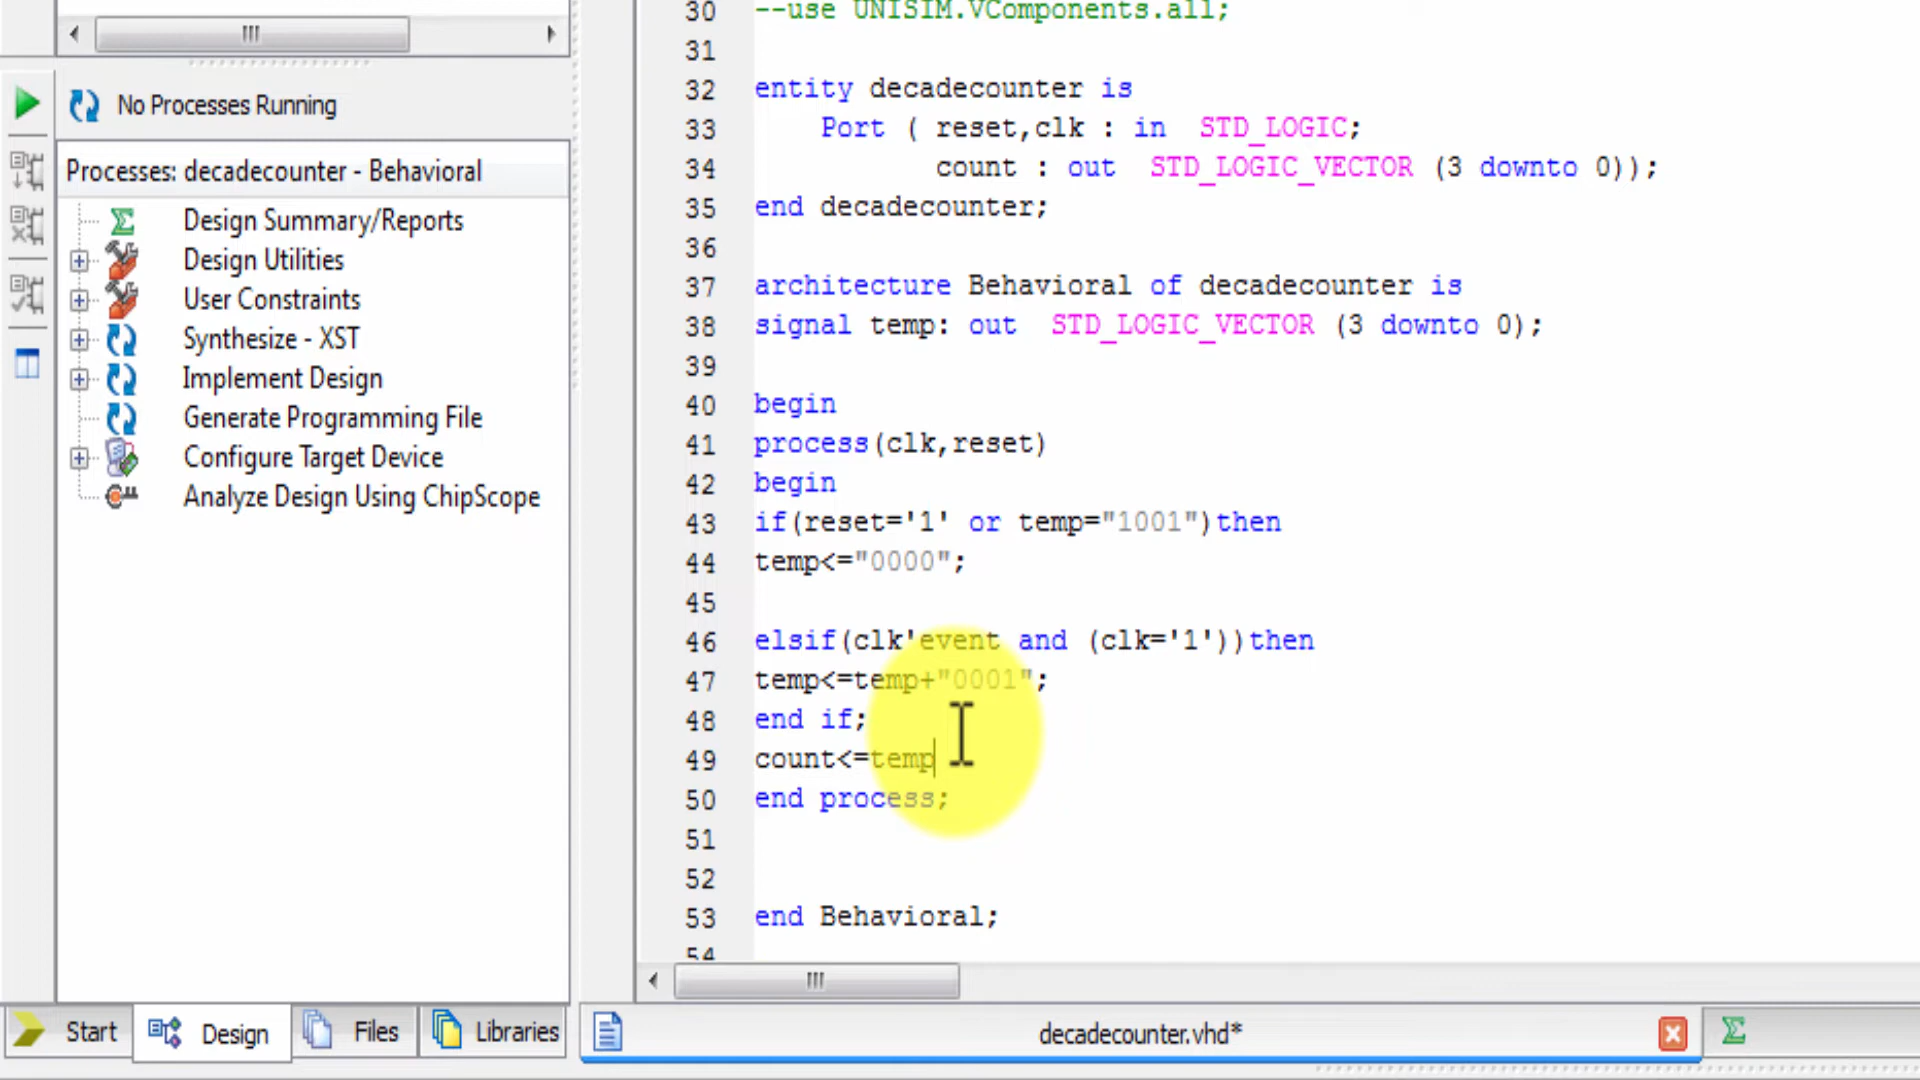 No Processes Running
Processes: decadecounter - Behavioral
Design Summary/Reports
Design Utilities
User Constraints
Synthesize - XST
Implement Design
Generate Programming File
Configure Target Device
Analyze Design Using ChipScope
Start
Design
Files
Libraries
30 --use UNISIM.VComponents.all;
31
32 entity decadecounter is
33 Port ( reset,clk : in STD_LOGIC;
34 count : out STD_LOGIC_VECTOR (3 downto 0));
35 end decadecounter;
36
37 architecture Behavioral of decadecounter is
38 signal temp: out STD_LOGIC_VECTOR (3 downto 0);
39
40 begin
41 process(clk,reset)
42 begin
43 if(reset='1' or temp="1001")then
44 temp<="0000";
45
46 elsif(clk'event and (clk='1'))then
47 temp<=temp+"0001";
48 end if;
49 count<=temp
50 end process;
51
52
53 end Behavioral;
54
decadecounter.vhd*